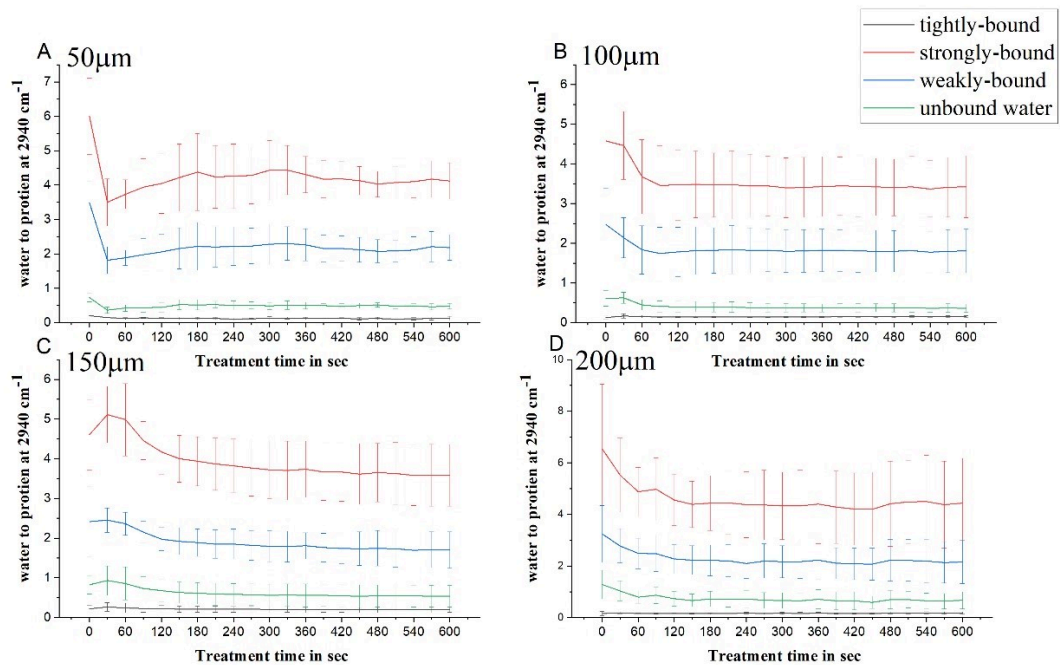 tightly-bound
strongly-bound
weakly-bound
unbound water
A
50μm
water to protien at 2940 cm⁻¹
7
6
5
4
3
2
1
0
0 60 120 180 240 300 360 420 480 540 600
Treatment time in sec
B
100μm
water to protien at 2940 cm⁻¹
6
5
4
3
2
1
0
0 60 120 180 240 300 360 420 480 540 600
Treatment time in sec
C
150μm
water to protien at 2940 cm⁻¹
6
5
4
3
2
1
0
0 60 120 180 240 300 360 420 480 540 600
Treatment time in sec
D
200μm
water to protien at 2940 cm⁻¹
10
8
6
4
2
0
0 60 120 180 240 300 360 420 480 540 600
Treatment time in sec